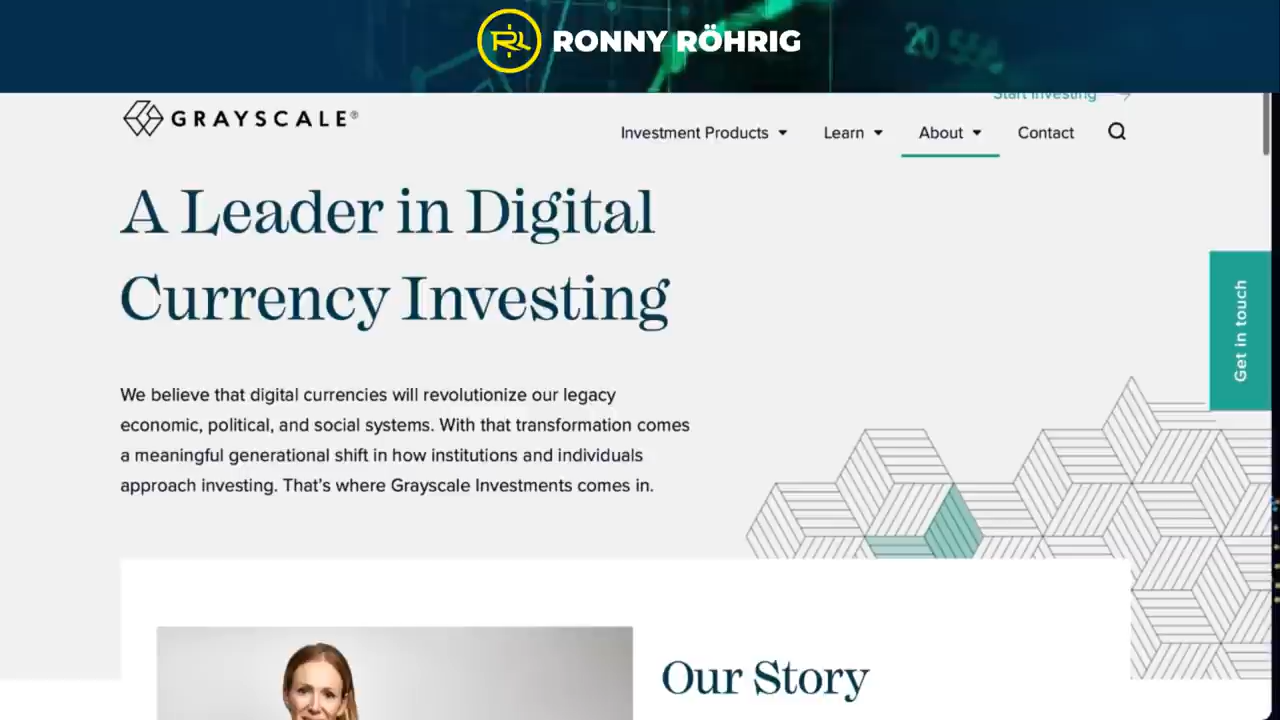 RONNY RÖHRIG
20 556
Start investing
GRAYSCALE®
Investment Products
Learn
About
Contact
A Leader in Digital
Currency Investing
Get in touch
We believe that digital currencies will revolutionize our legacy
economic, political, and social systems. With that transformation comes
a meaningful generational shift in how institutions and individuals
approach investing. That’s where Grayscale Investments comes in.
Our Story